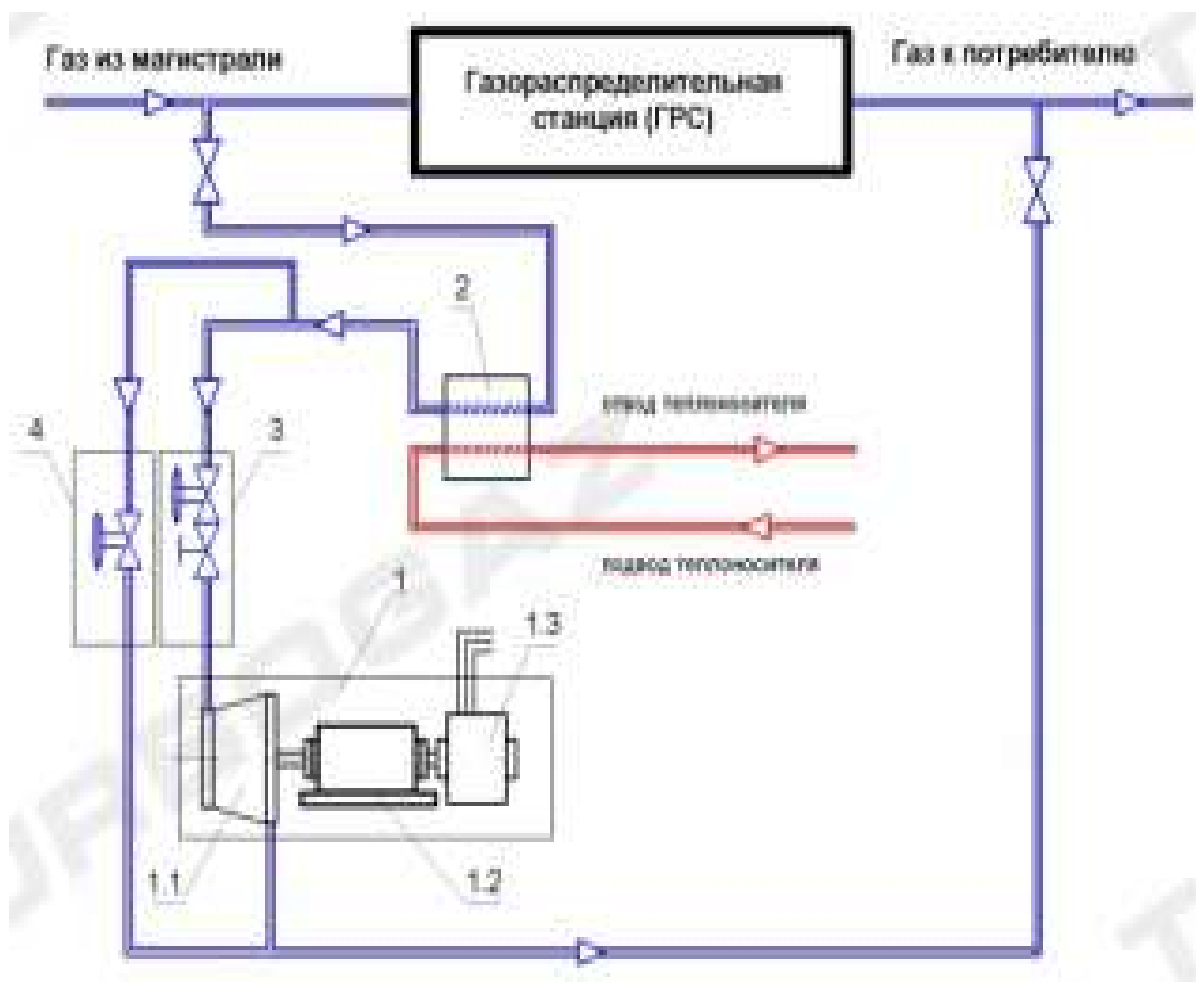 Газ из магистрали
Газораспределительная
станция (ГРС)
Газ к потребителю
2
отвод теплоносителя
4
3
подвод теплоносителя
1
1.3
1.1
1.2